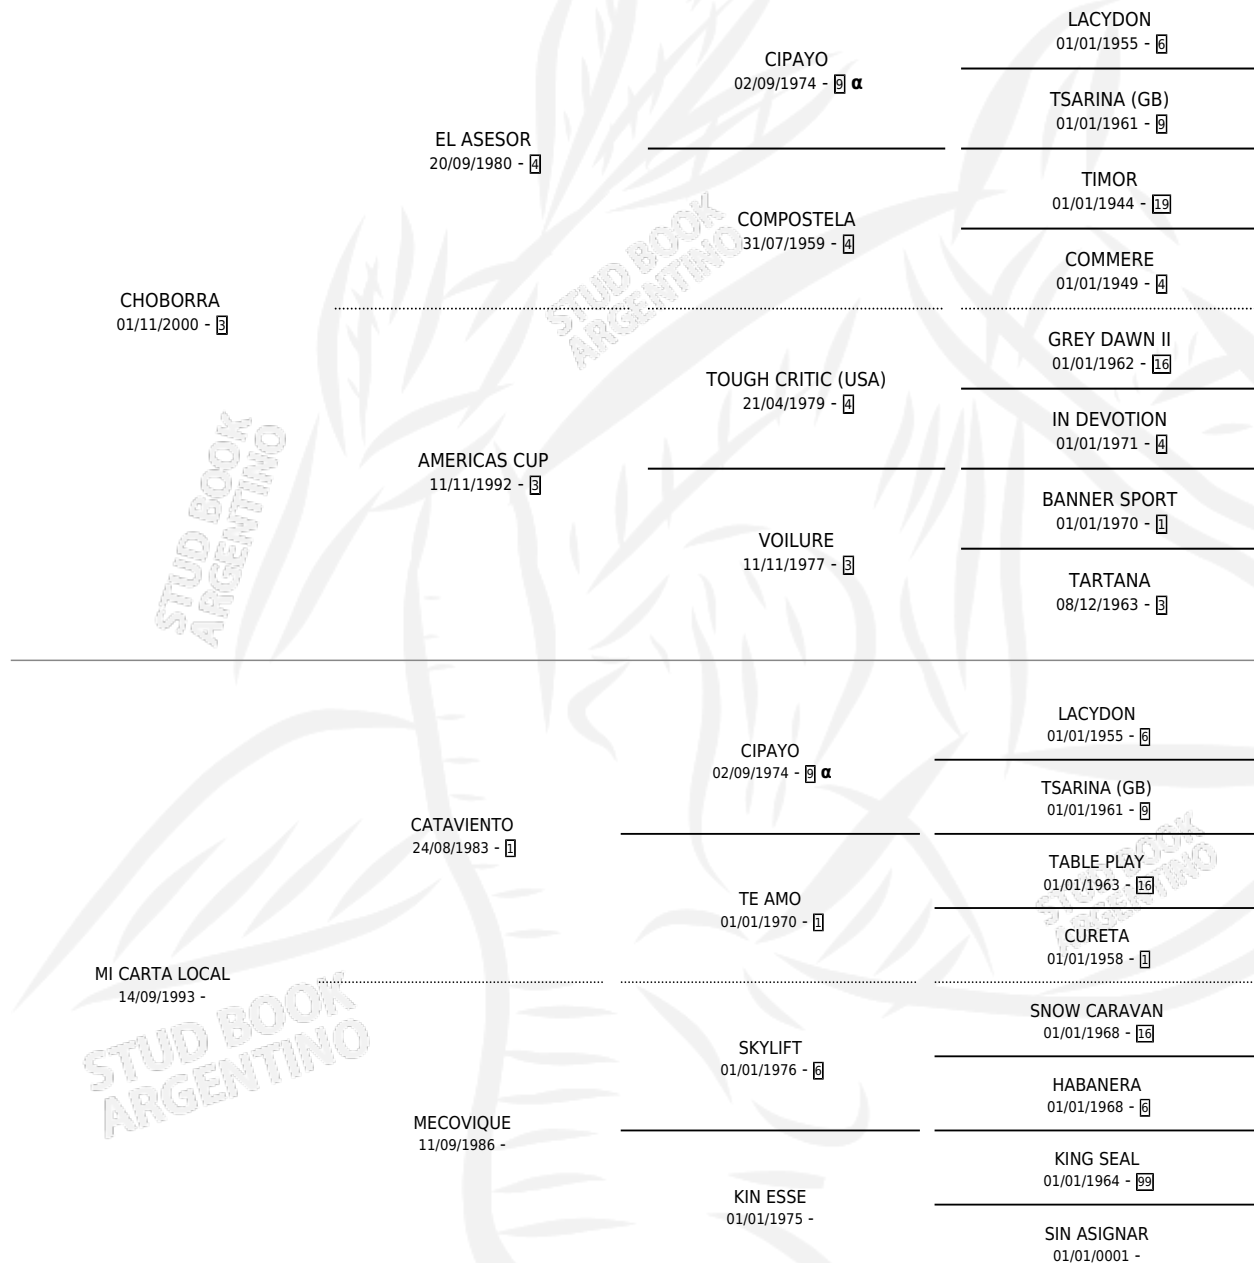 LACYDON
01/01/1955 - 6
CIPAYO
02/09/1974 - 9 α
TSARINA (GB)
01/01/1961 - 9
EL ASESOR
20/09/1980 - 4
TIMOR
01/01/1944 - 19
COMPOSTELA
31/07/1959 - 4
COMMERE
01/01/1949 - 4
CHOBORRA
01/11/2000 - 3
GREY DAWN II
01/01/1962 - 16
TOUGH CRITIC (USA)
21/04/1979 - 4
IN DEVOTION
01/01/1971 - 4
AMERICAS CUP
11/11/1992 - 3
BANNER SPORT
01/01/1970 - 1
VOILURE
11/11/1977 - 3
TARTANA
08/12/1963 - 3
LACYDON
01/01/1955 - 6
CIPAYO
02/09/1974 - 9 α
TSARINA (GB)
01/01/1961 - 9
CATAVIENTO
24/08/1983 - 1
TABLE PLAY
01/01/1963 - 16
TE AMO
01/01/1970 - 1
CURETA
01/01/1958 - 1
MI CARTA LOCAL
14/09/1993 -
SNOW CARAVAN
01/01/1968 - 16
SKYLIFT
01/01/1976 - 6
HABANERA
01/01/1968 - 6
MECOVIQUE
11/09/1986 -
KING SEAL
01/01/1964 - 99
KIN ESSE
01/01/1975 -
SIN ASIGNAR
01/01/0001 -
STUD BOOK
ARGENTINO
STUD BOOK
ARGENTINO
STUD BOOK
ARGENTINO
STUD BOOK
ARGENTINO